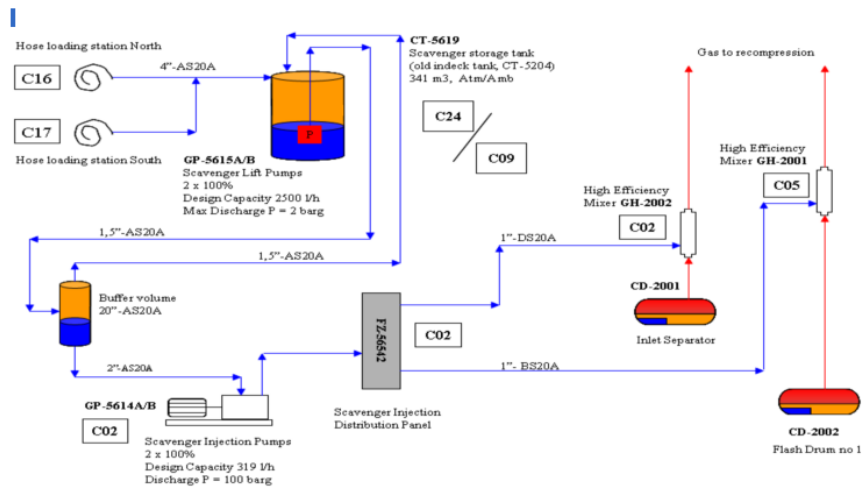 Hose loading station North
C16
4"-AS20A
C17
Hose loading station South
P
CT-5619
Scavenger storage tank
(old indeck tank, CT-5204)
341 m3, Atm/Amb
C24
C09
GP-5615A/B
Scavenger Lift Pumps
2 x 100%
Design Capacity 2500 l/h
Max Discharge P = 2 barg
Gas to recompression
High Efficiency
Mixer GH-2001
C05
High Efficiency
Mixer GH-2002
C02
1,5"-AS20A
1,5"-AS20A
1"-DS20A
Buffer volume
20"-AS20A
CD-2001
Inlet Separator
FZ-56542
C02
2"-AS20A
1"- BS20A
GP-5614A/B
C02
Scavenger Injection Pumps
2 x 100%
Design Capacity 319 l/h
Discharge P = 100 barg
Scavenger Injection
Distribution Panel
CD-2002
Flash Drum no 1